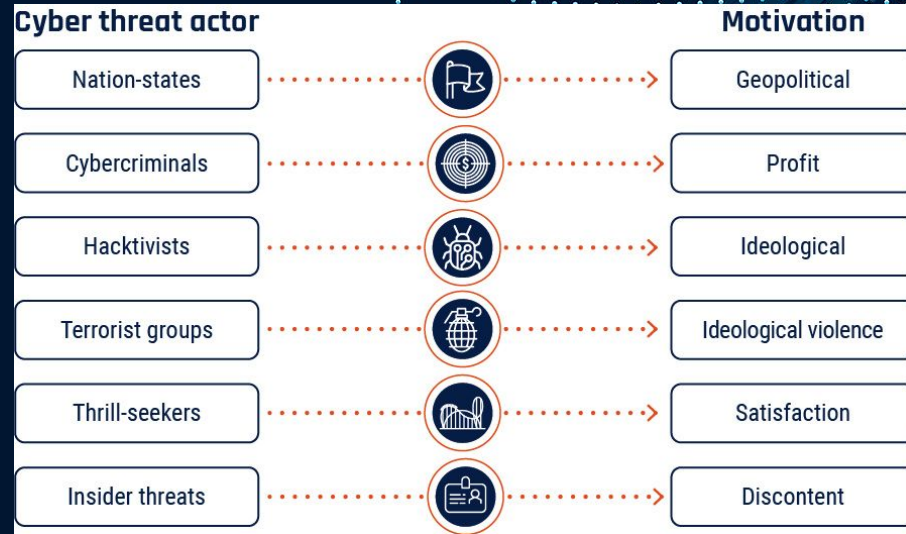 Cyber threat actor Motivation
Nation-states Geopolitical
Cybercriminals $ Profit
Hacktivists Ideological
Terrorist groups Ideological violence
Thrill-seekers Satisfaction
Insider threats Discontent